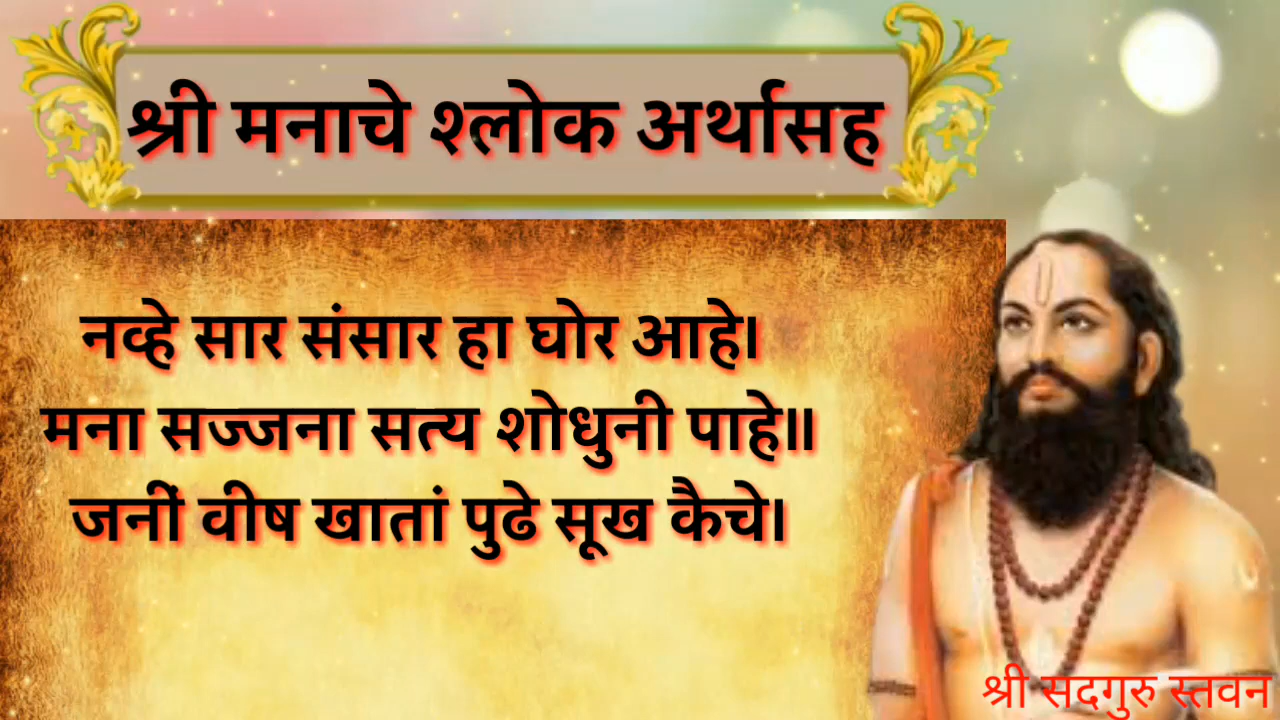 श्री मनाचे श्लोक अर्थासह
नव्हे सार संसार हा घोर आहे।
मना सज्जना सत्य शोधुनी पाहे॥
जनीं वीष खातां पुढे सूख कैचे।
श्री सदगुरु स्तवन